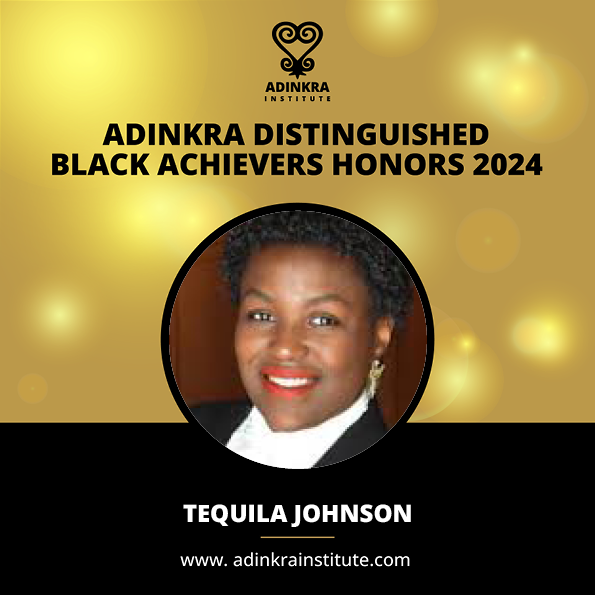 ADINKRA
INSTITUTE
ADINKRA DISTINGUISHED
BLACK ACHIEVERS HONORS 2024
TEQUILA JOHNSON
www. adinkrainstitute.com